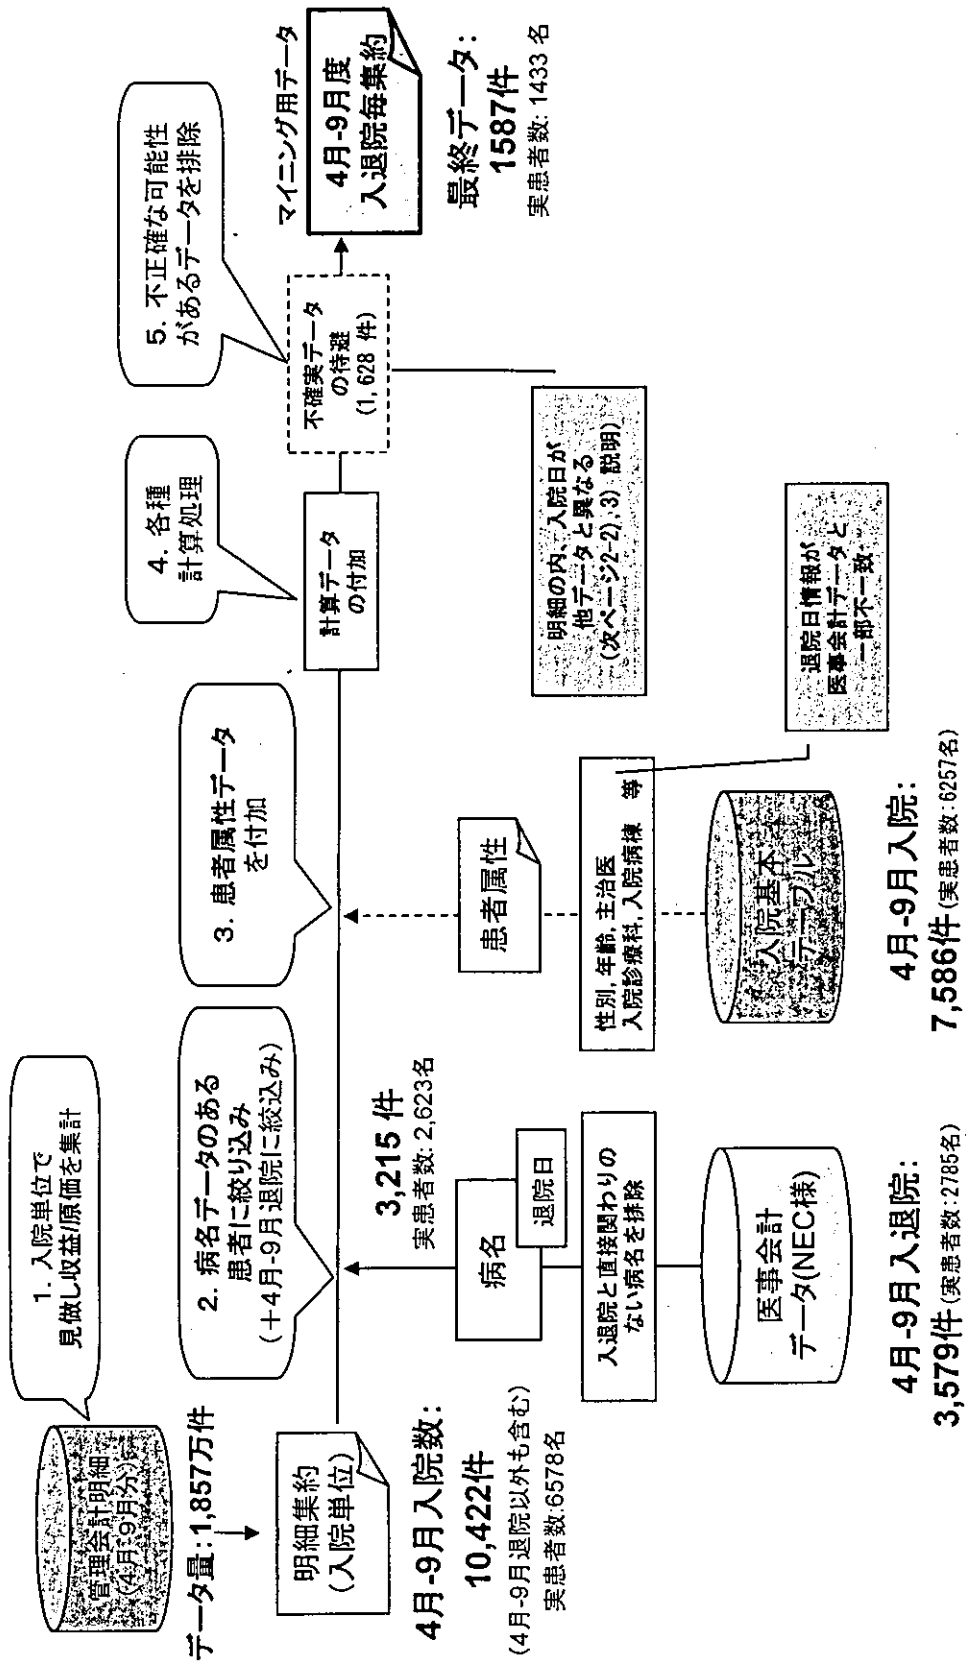 1. 入院単位で
見做し収益/原価を集計
管理会計明細
(4月-9月分)
データ量：1,857万件
明細集約
(入院単位)
4月-9月入院数：
10,422件
(4月-9月退院以外も含む)
実患者数:6578名
2. 病名データのある
患者に絞り込み
(＋4月-9月退院に絞込み)
3,215 件
実患者数: 2,623名
病名
退院日
入退院と直接関わりの
ない病名を排除
医事会計
データ(NEC様)
4月-9月入退院：
3,579件(実患者数:2785名)
3. 患者属性データ
を付加
患者属性
性別, 年齢, 主治医
入院診療科, 入院病棟 等
入院基本
テーブル
4月-9月入院：
7,586件(実患者数:6257名)
退院日情報が
医事会計データと
一部不一致
4. 各種
計算処理
計算データ
の付加
5. 不正確な可能性
があるデータを排除
不確実データ
の待避
(1,628 件)
明細の内、入院日が
他データと異なる
(次ページ2-2), 3) 説明)
マイニング用データ
4月-9月度
入退院毎集約
最終データ：
1587件
実患者数: 1433 名